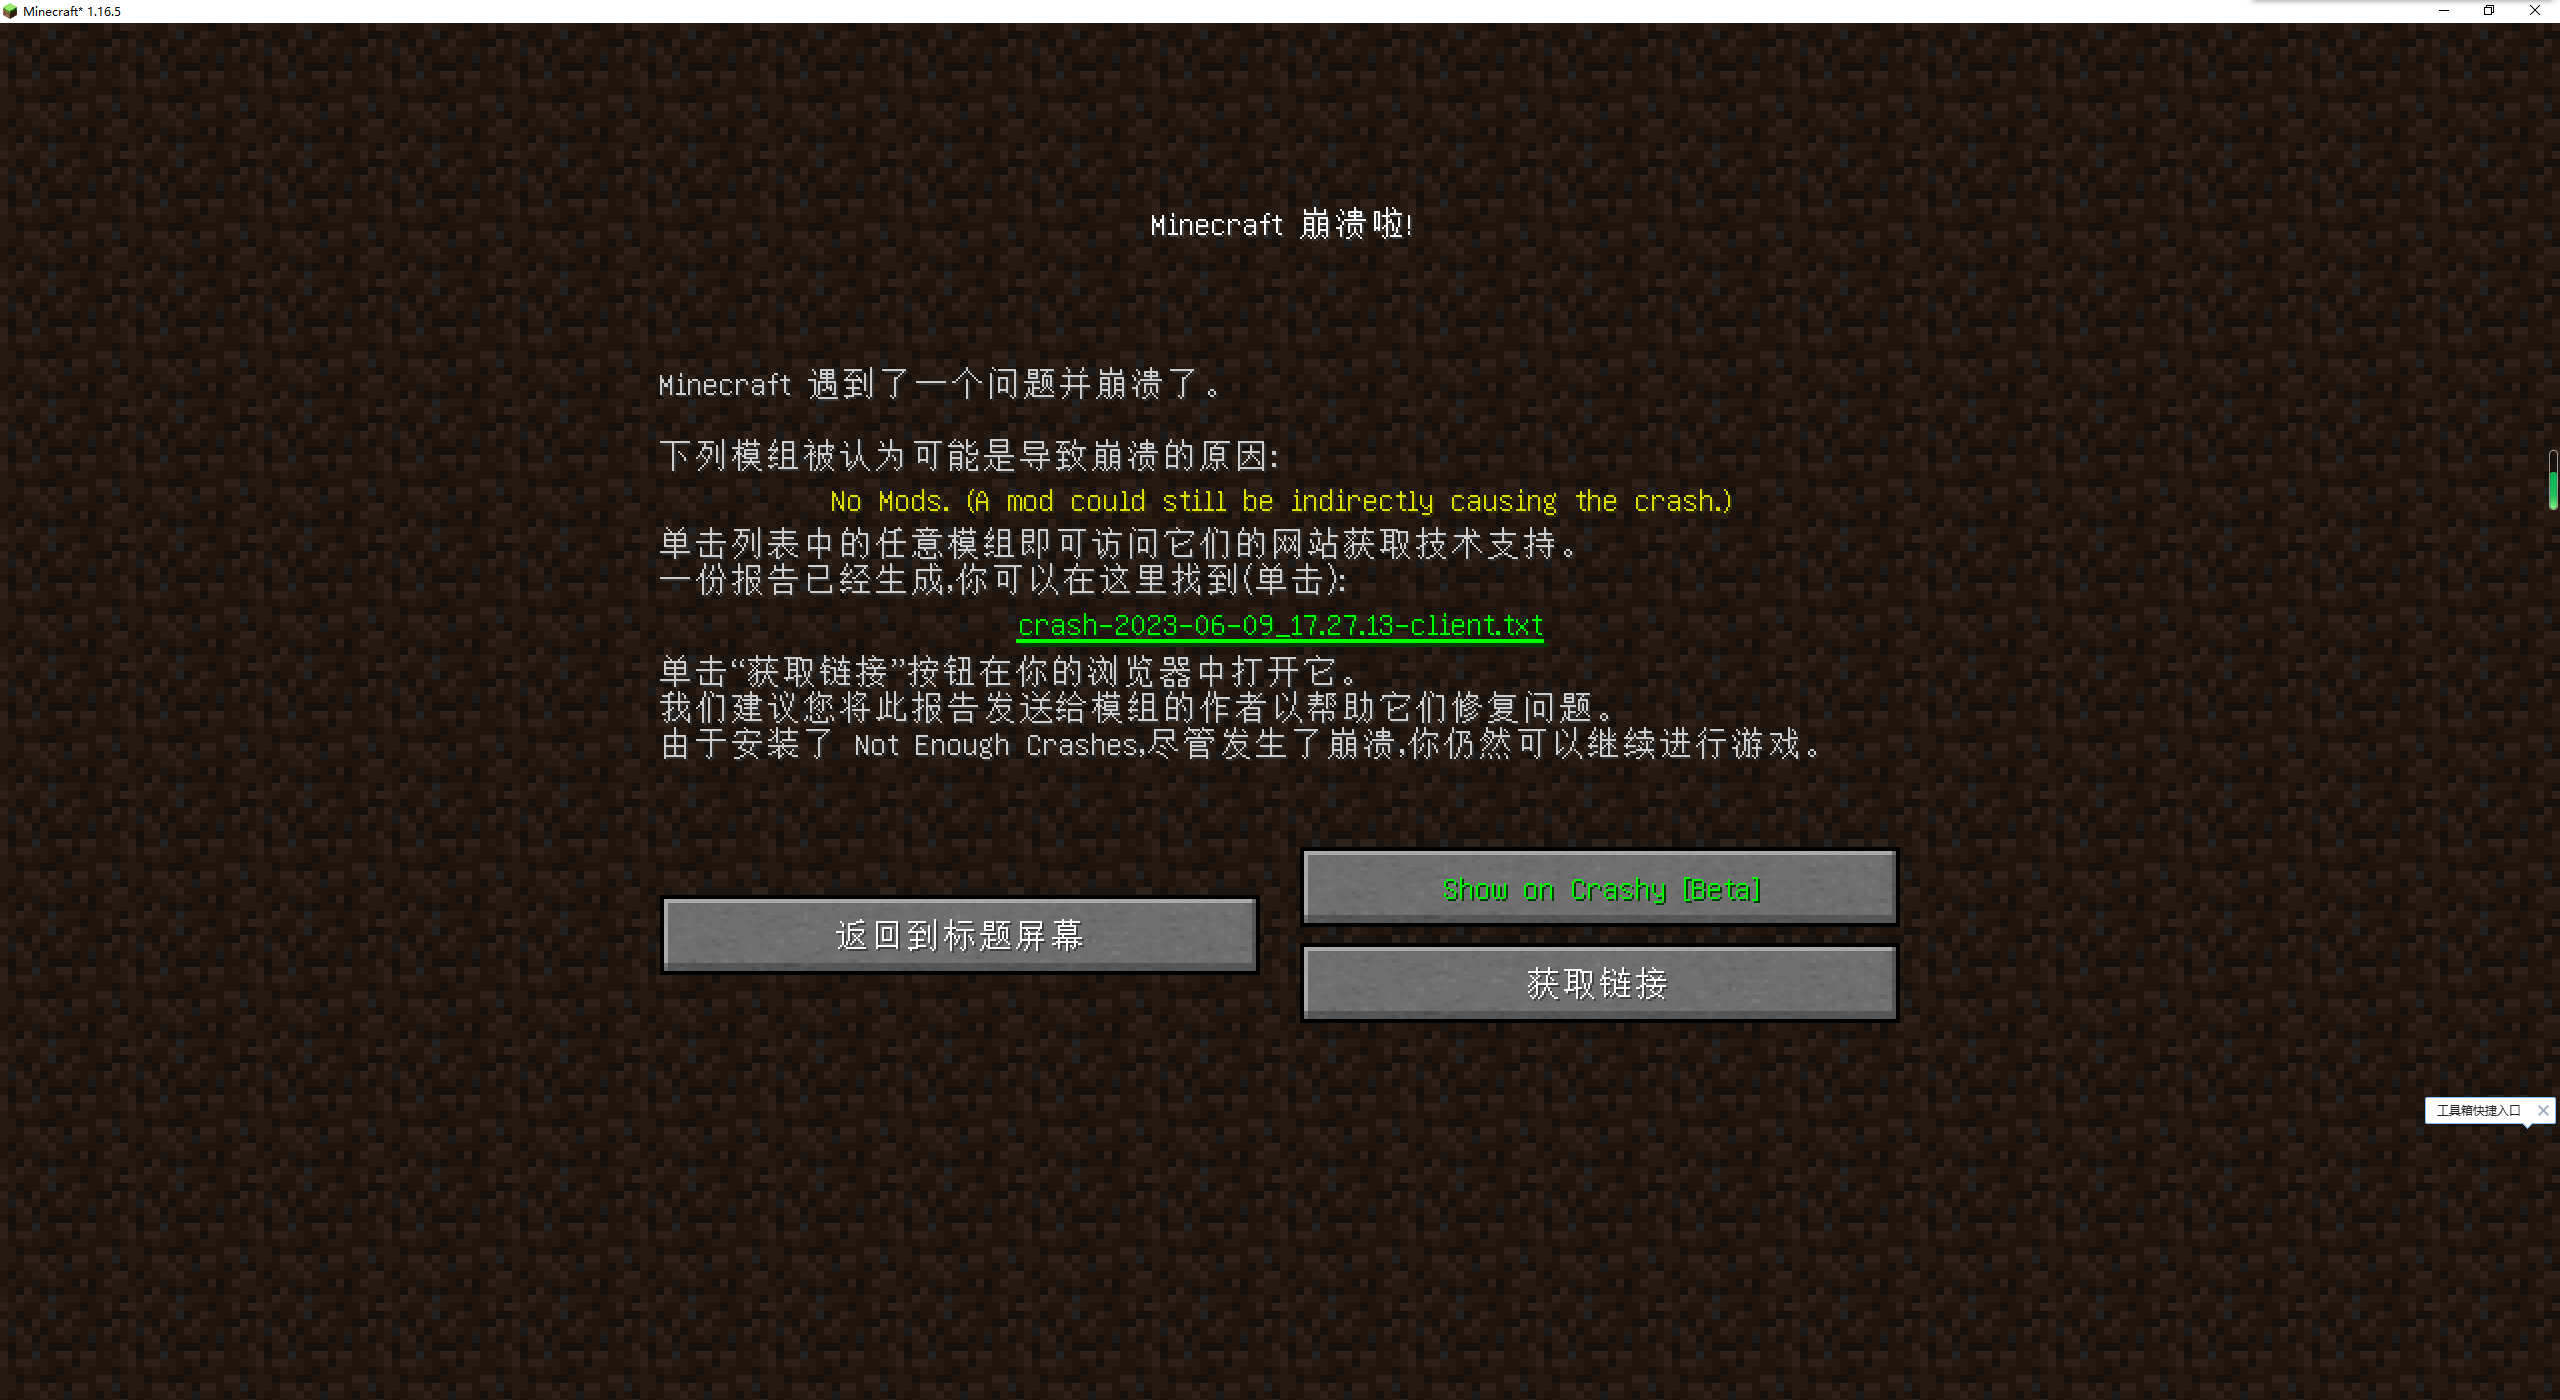 Minecraft* 1.16.5
Minecraft 崩溃啦!
Minecraft 遇到了一个问题并崩溃了。
下列模组被认为可能是导致崩溃的原因:
No Mods. (A mod could still be indirectly causing the crash.)
单击列表中的任意模组即可访问它们的网站获取技术支持。
一份报告已经生成,你可以在这里找到(单击):
crash-2023-06-09_17.27.13-client.txt
单击“获取链接”按钮在你的浏览器中打开它。
我们建议您将此报告发送给模组的作者以帮助它们修复问题。
由于安装了 Not Enough Crashes,尽管发生了崩溃,你仍然可以继续进行游戏。
Show on Crashy [Beta]
返回到标题屏幕
获取链接
工具箱快捷入口